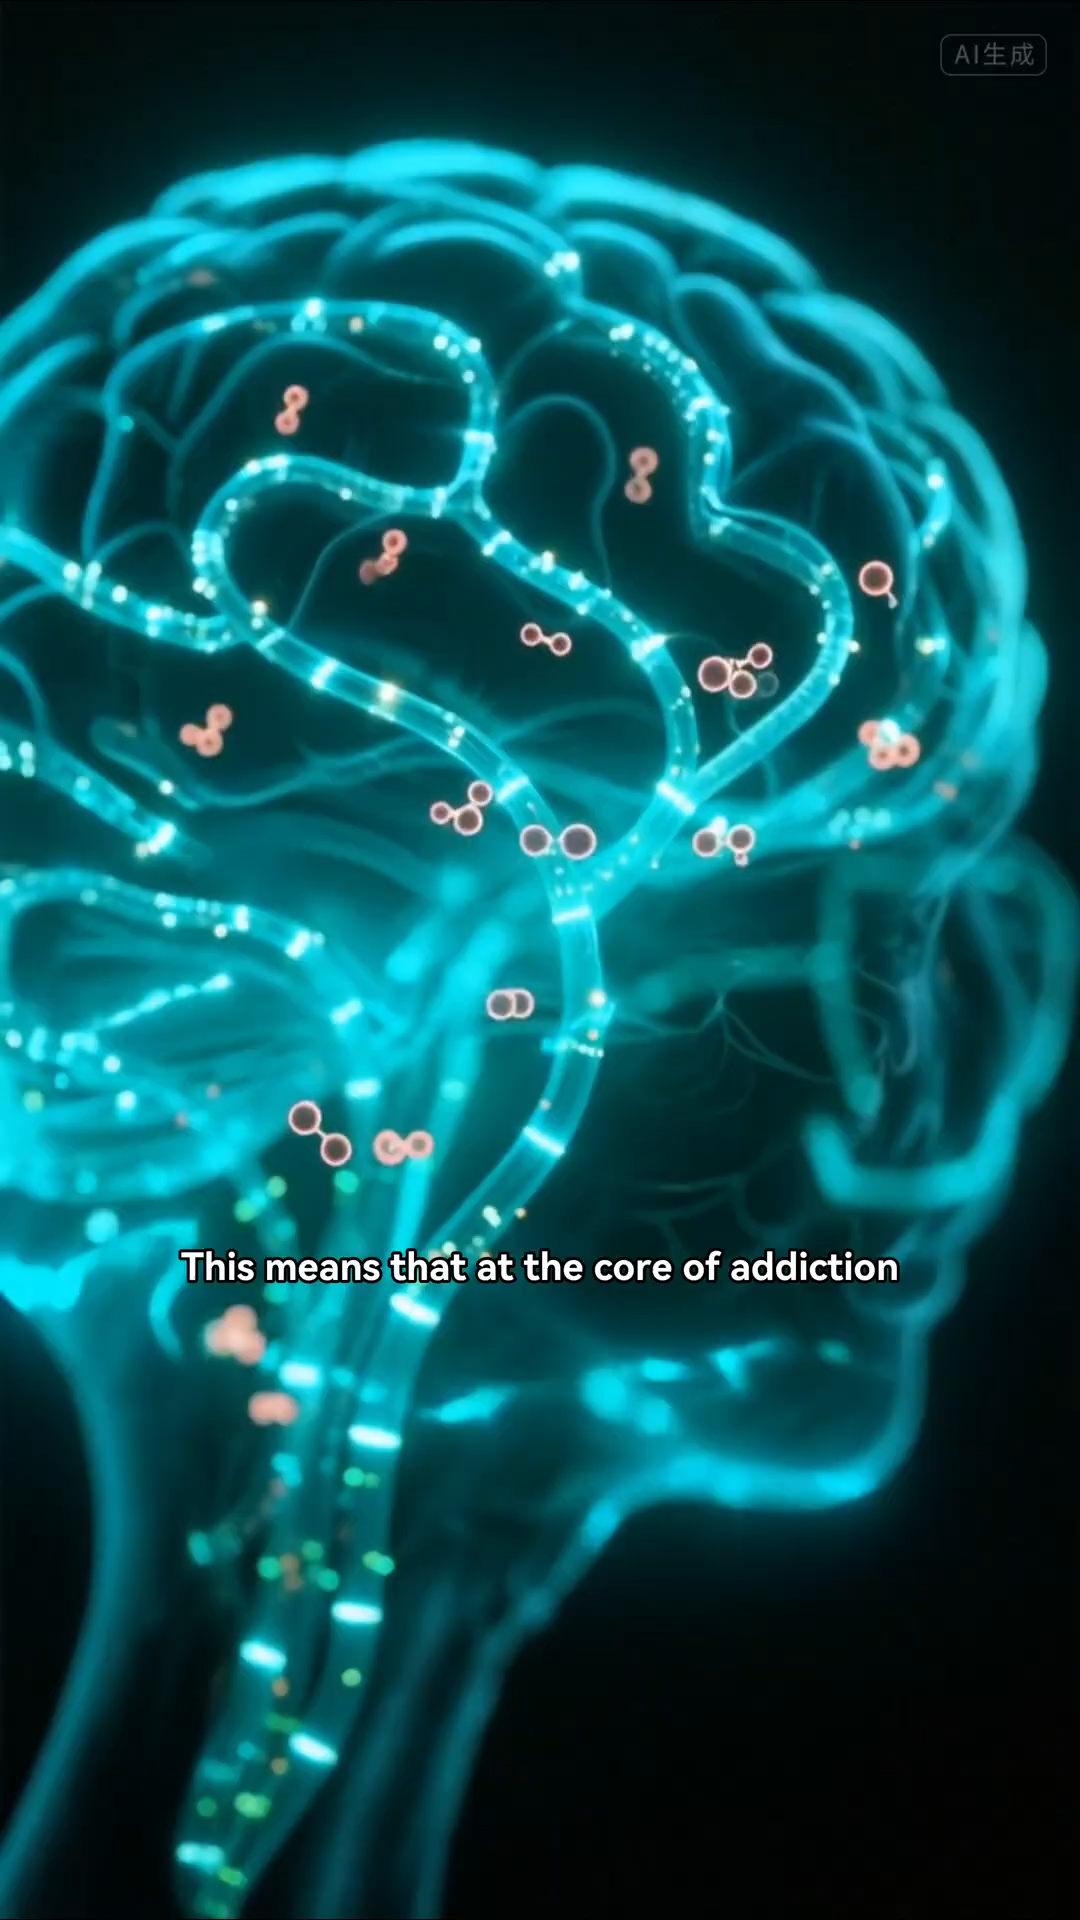 AI生成
This means that at the core of addiction